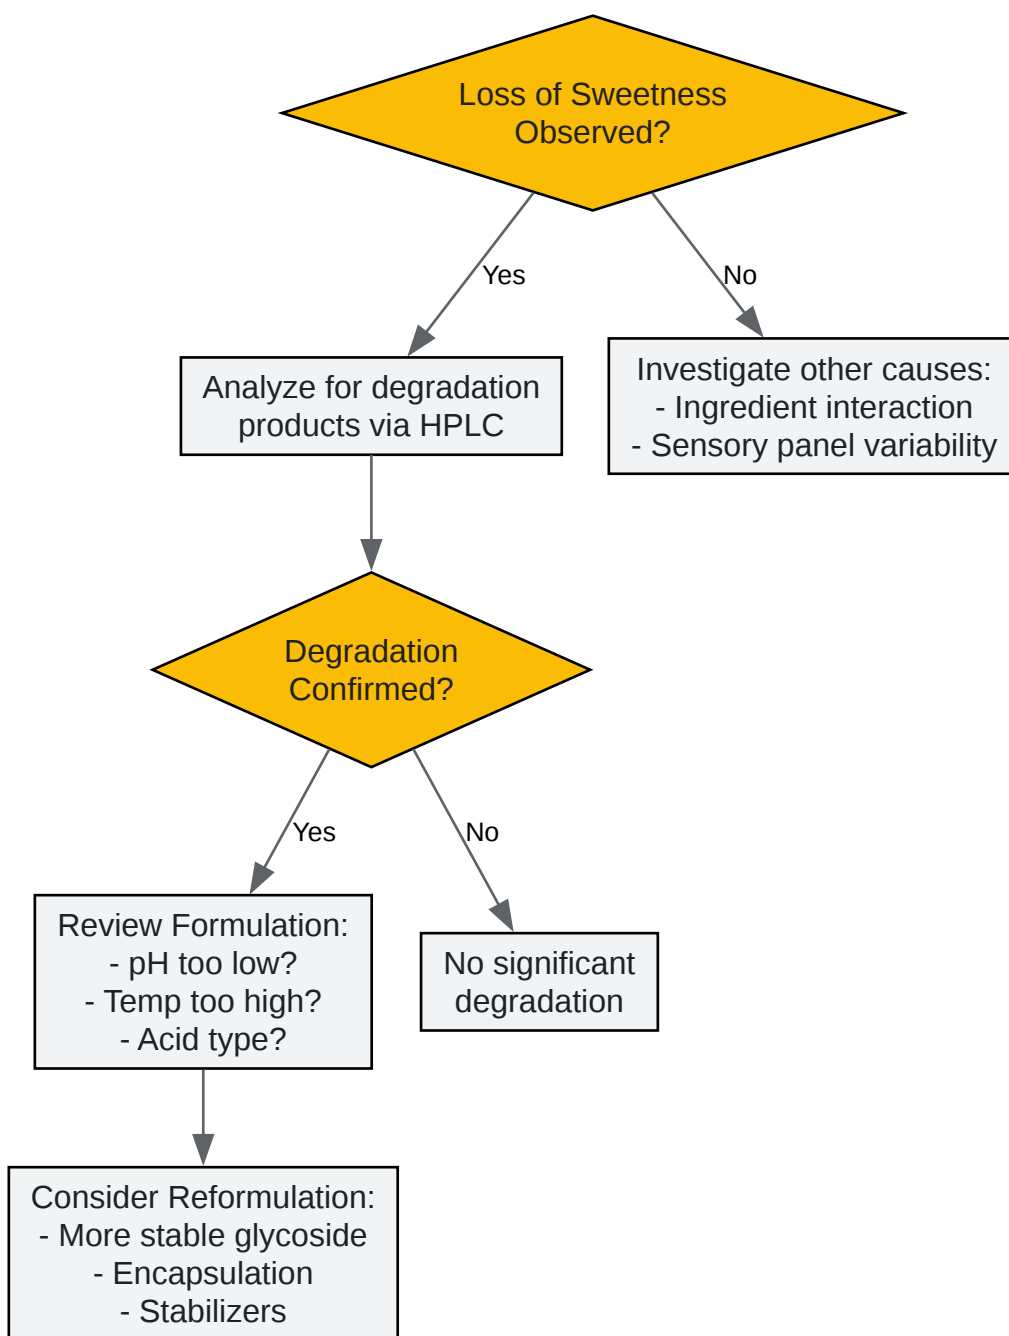 Loss of Sweetness
Observed?
Yes
No
Analyze for degradation
products via HPLC
Investigate other causes:
- Ingredient interaction
- Sensory panel variability
Degradation
Confirmed?
Yes
No
Review Formulation:
- pH too low?
- Temp too high?
- Acid type?
No significant
degradation
Consider Reformulation:
- More stable glycoside
- Encapsulation
- Stabilizers